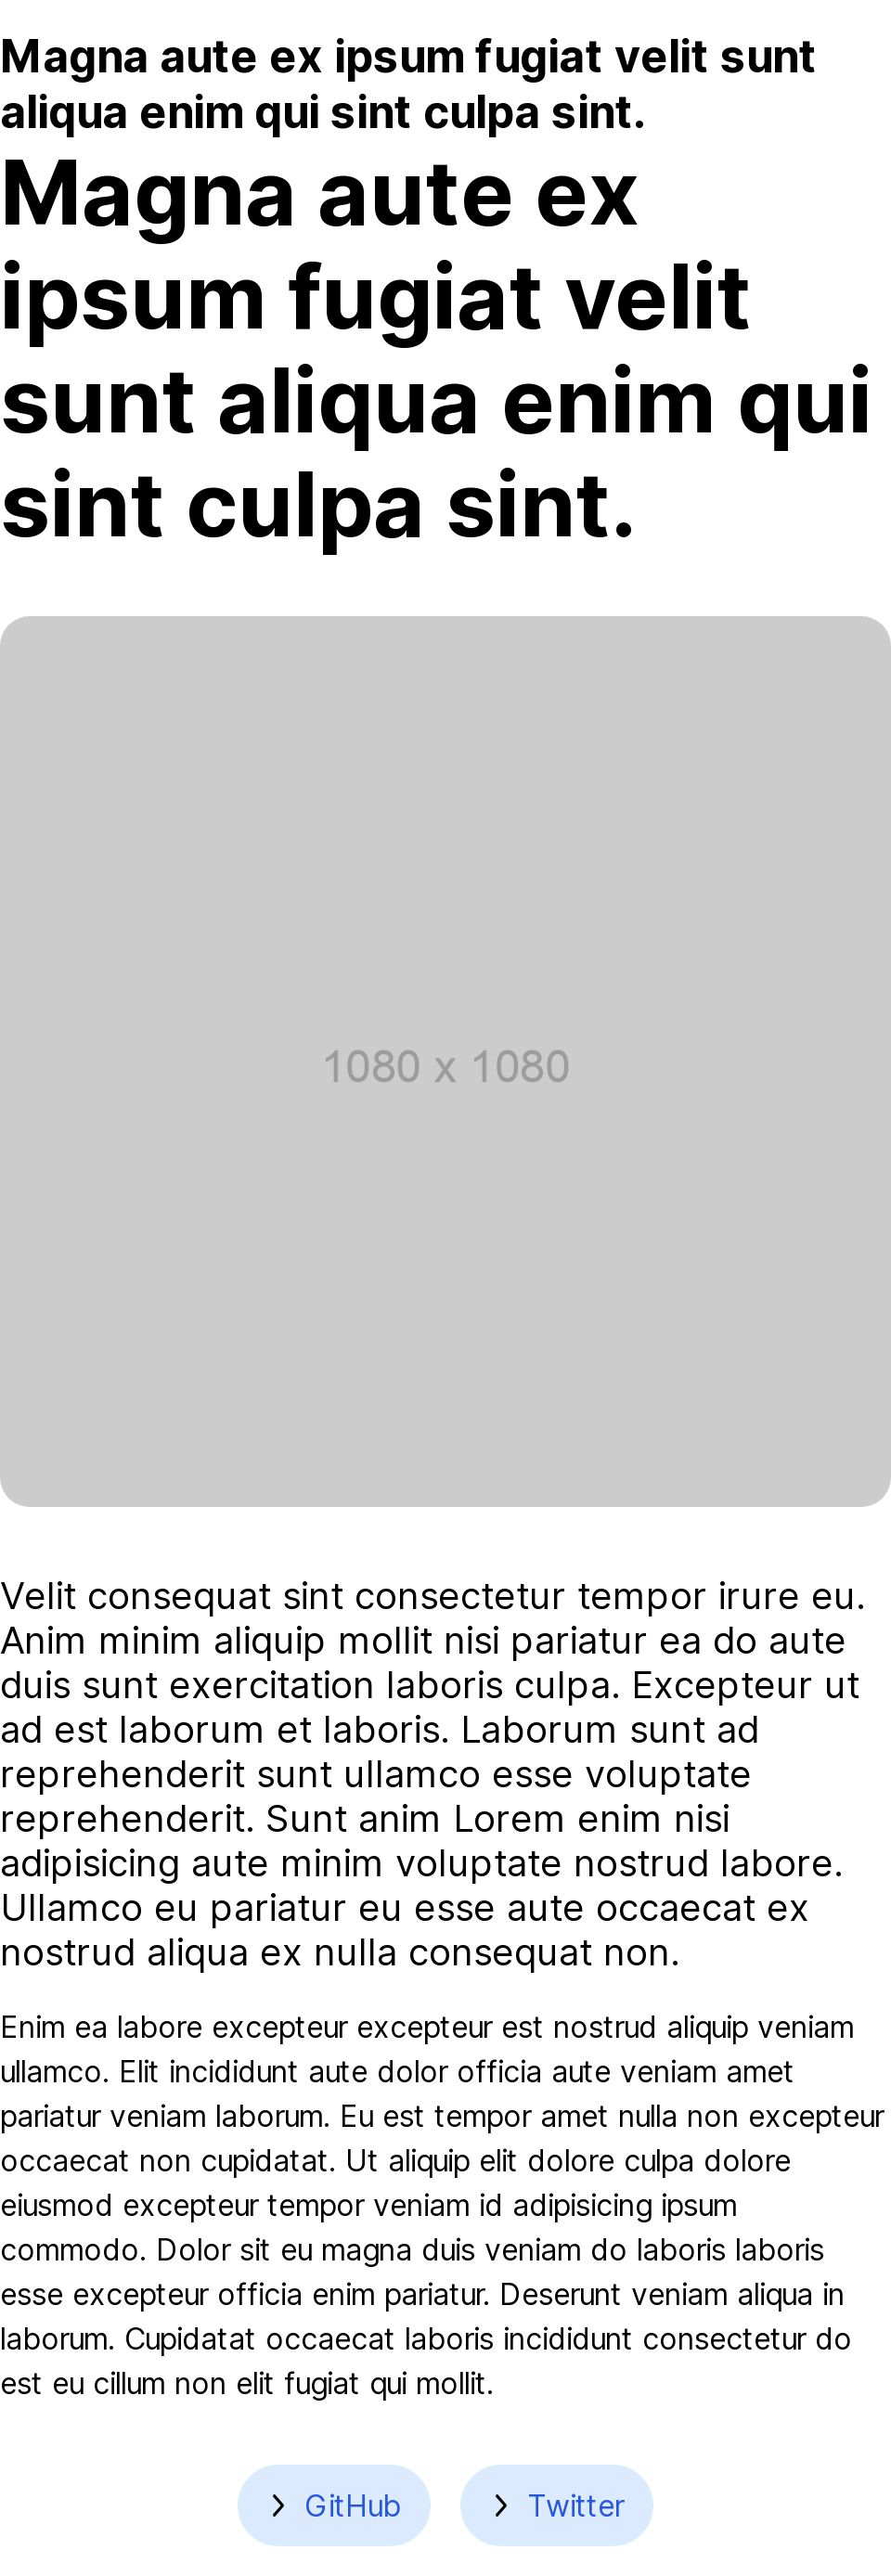 Magna aute ex ipsum fugiat velit sunt
aliqua enim qui sint culpa sint.
Magna aute ex
ipsum fugiat velit
sunt aliqua enim qui
sint culpa sint.
1080 x 1080
Velit consequat sint consectetur tempor irure eu.
Anim minim aliquip mollit nisi pariatur ea do aute
duis sunt exercitation laboris culpa. Excepteur ut
ad est laborum et laboris. Laborum sunt ad
reprehenderit sunt ullamco esse voluptate
reprehenderit. Sunt anim Lorem enim nisi
adipisicing aute minim voluptate nostrud labore.
Ullamco eu pariatur eu esse aute occaecat ex
nostrud aliqua ex nulla consequat non.
Enim ea labore excepteur excepteur est nostrud aliquip veniam
ullamco. Elit incididunt aute dolor officia aute veniam amet
pariatur veniam laborum. Eu est tempor amet nulla non excepteur
occaecat non cupidatat. Ut aliquip elit dolore culpa dolore
eiusmod excepteur tempor veniam id adipisicing ipsum
commodo. Dolor sit eu magna duis veniam do laboris laboris
esse excepteur officia enim pariatur. Deserunt veniam aliqua in
laborum. Cupidatat occaecat laboris incididunt consectetur do
est eu cillum non elit fugiat qui mollit.
GitHub
Twitter